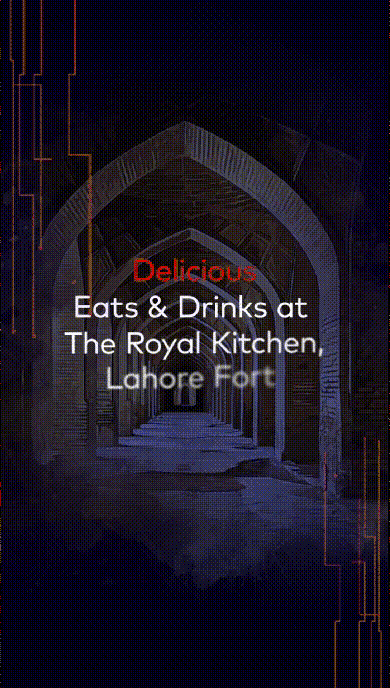 Delicious
Eats & Drinks at
The Royal Kitchen,
Lahore Fort